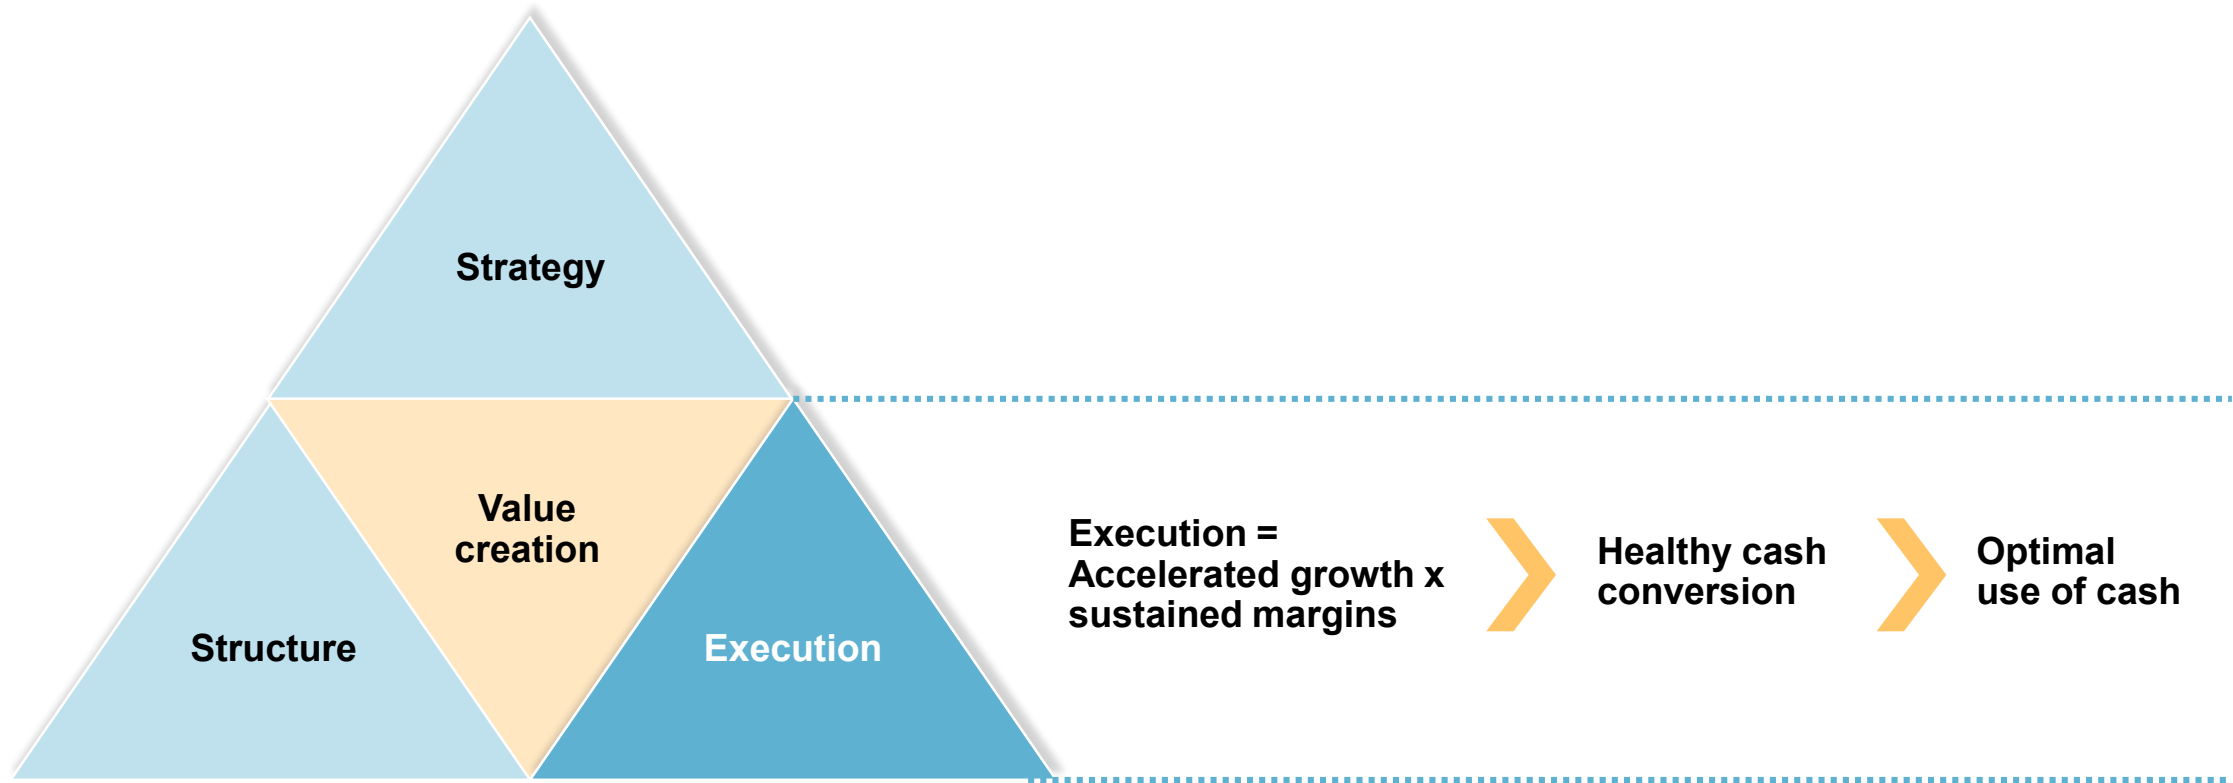 Strategy
Value
creation
Structure
Execution
Execution =
Accelerated growth x
sustained margins
Healthy cash
conversion
Optimal
use of cash